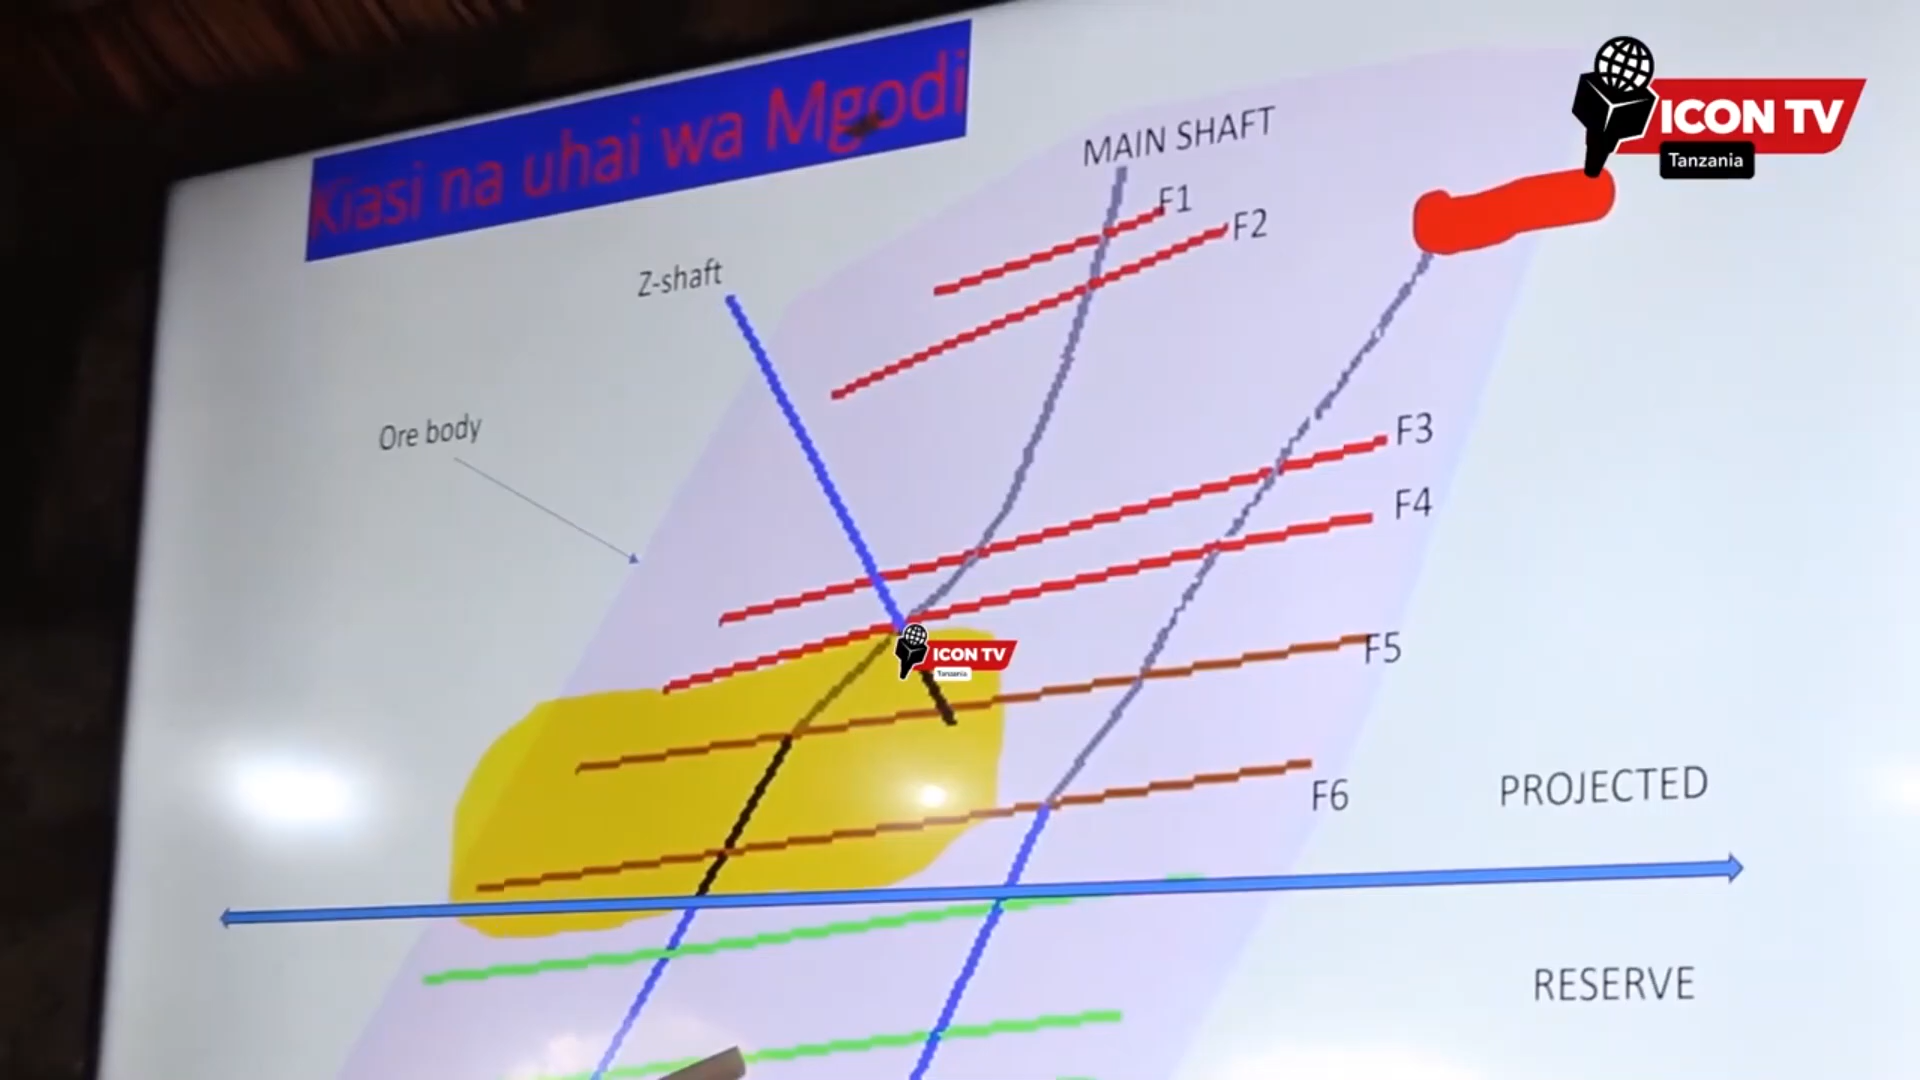 Kiasi na uhai wa Mgodi
ICON TV
Tanzania
MAIN SHAFT
F1
F2
Z-shaft
Ore body
F3
F4
F5
ICON TV
Tanzania
F6
PROJECTED
RESERVE